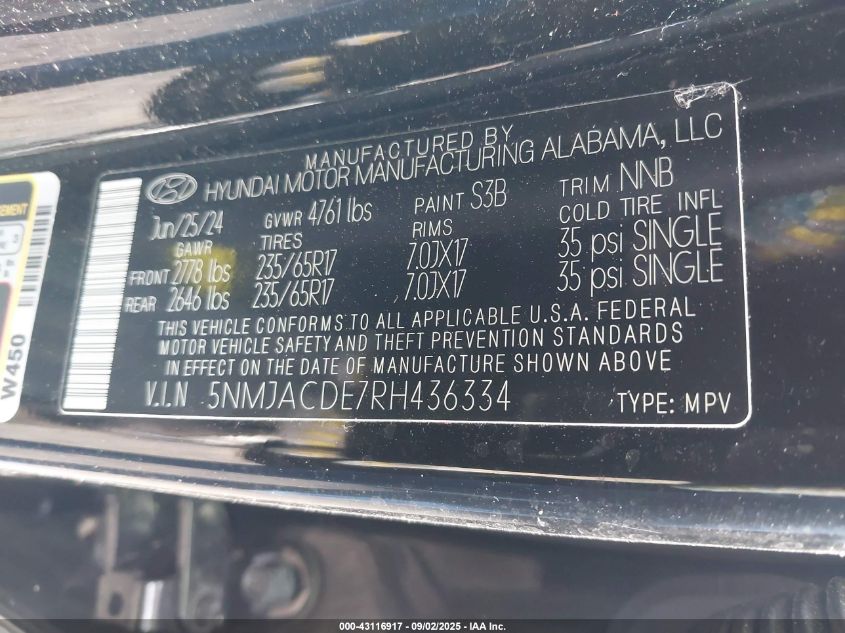 MANUFACTURED BY
HYUNDAI MOTOR MANUFACTURING ALABAMA, LLC
Jun/25/24 GVWR 4761 lbs PAINT S3B TRIM NNB
GAWR TIRES RIMS COLD TIRE INFL
FRONT 2778 lbs 235/65R17 7.0JX17 35 psi SINGLE
REAR 2646 lbs 235/65R17 7.0JX17 35 psi SINGLE
THIS VEHICLE CONFORMS TO ALL APPLICABLE U.S.A. FEDERAL
MOTOR VEHICLE SAFETY AND THEFT PREVENTION STANDARDS
IN EFFECT ON THE DATE OF MANUFACTURE SHOWN ABOVE
V.I.N 5NMJACDE7RH436334 TYPE: MPV
W450
000-43116917 - 09/02/2025 - IAA Inc.